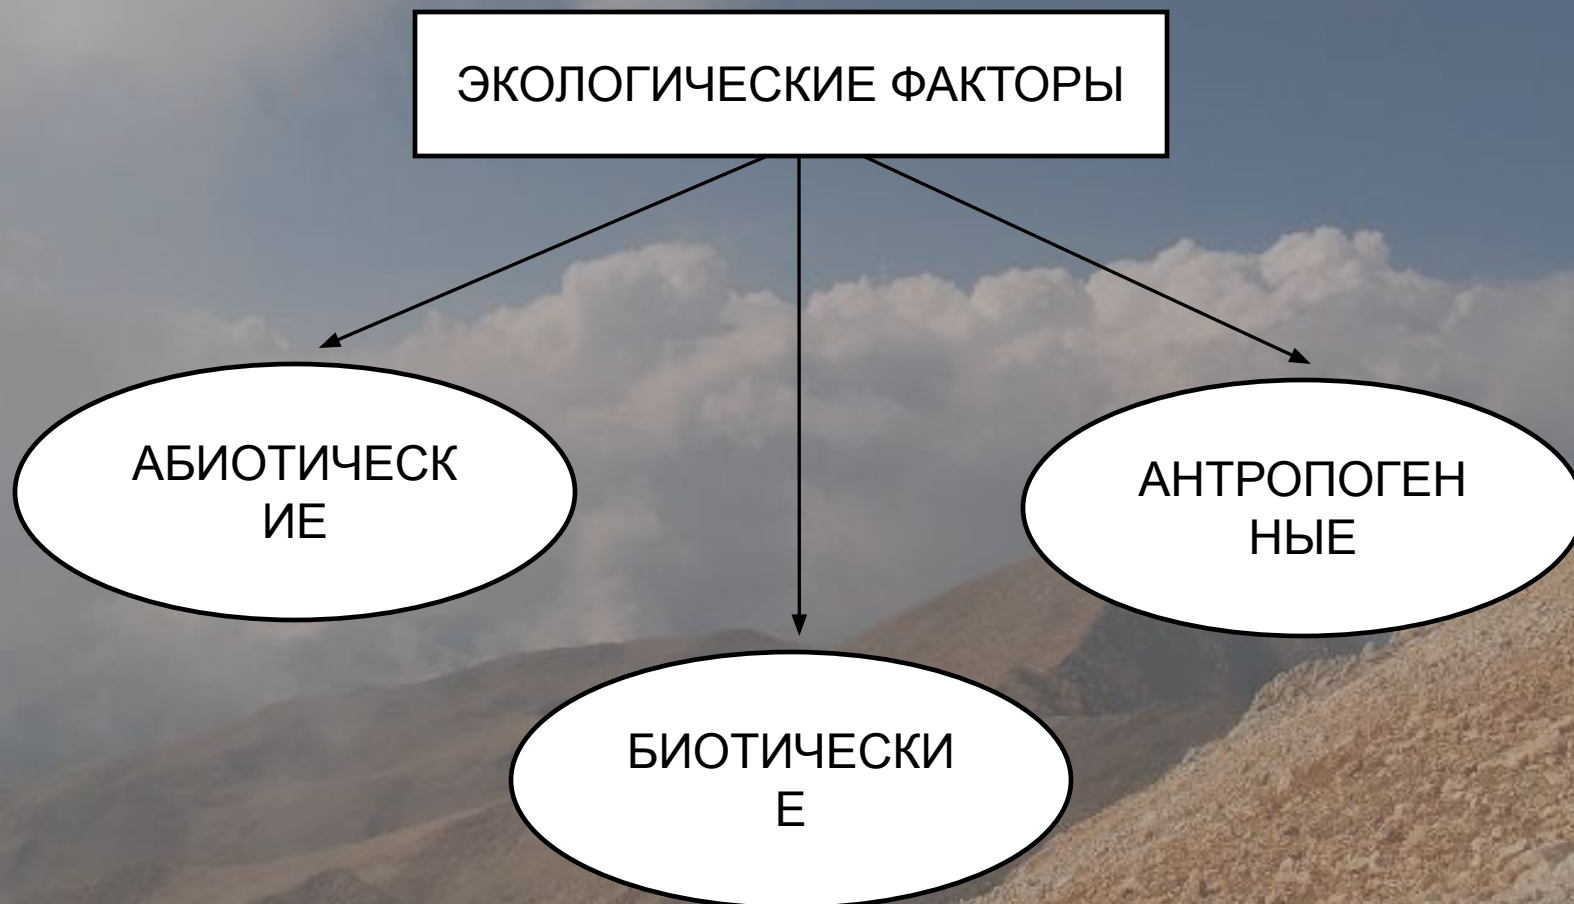 ЭКОЛОГИЧЕСКИЕ ФАКТОРЫ
АБИОТИЧЕСК
ИЕ
АНТРОПОГЕН
НЫЕ
БИОТИЧЕСКИ
Е